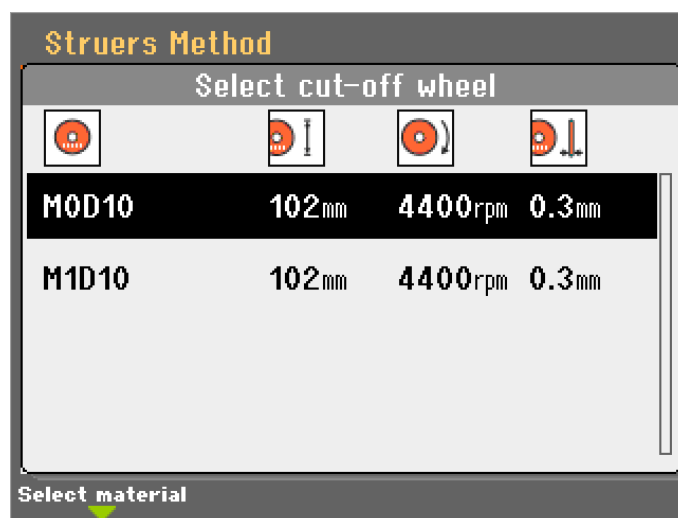 Struers Method
Select cut-off wheel
M0D10 102mm 4400rpm 0.3mm
M1D10 102mm 4400rpm 0.3mm
Select material